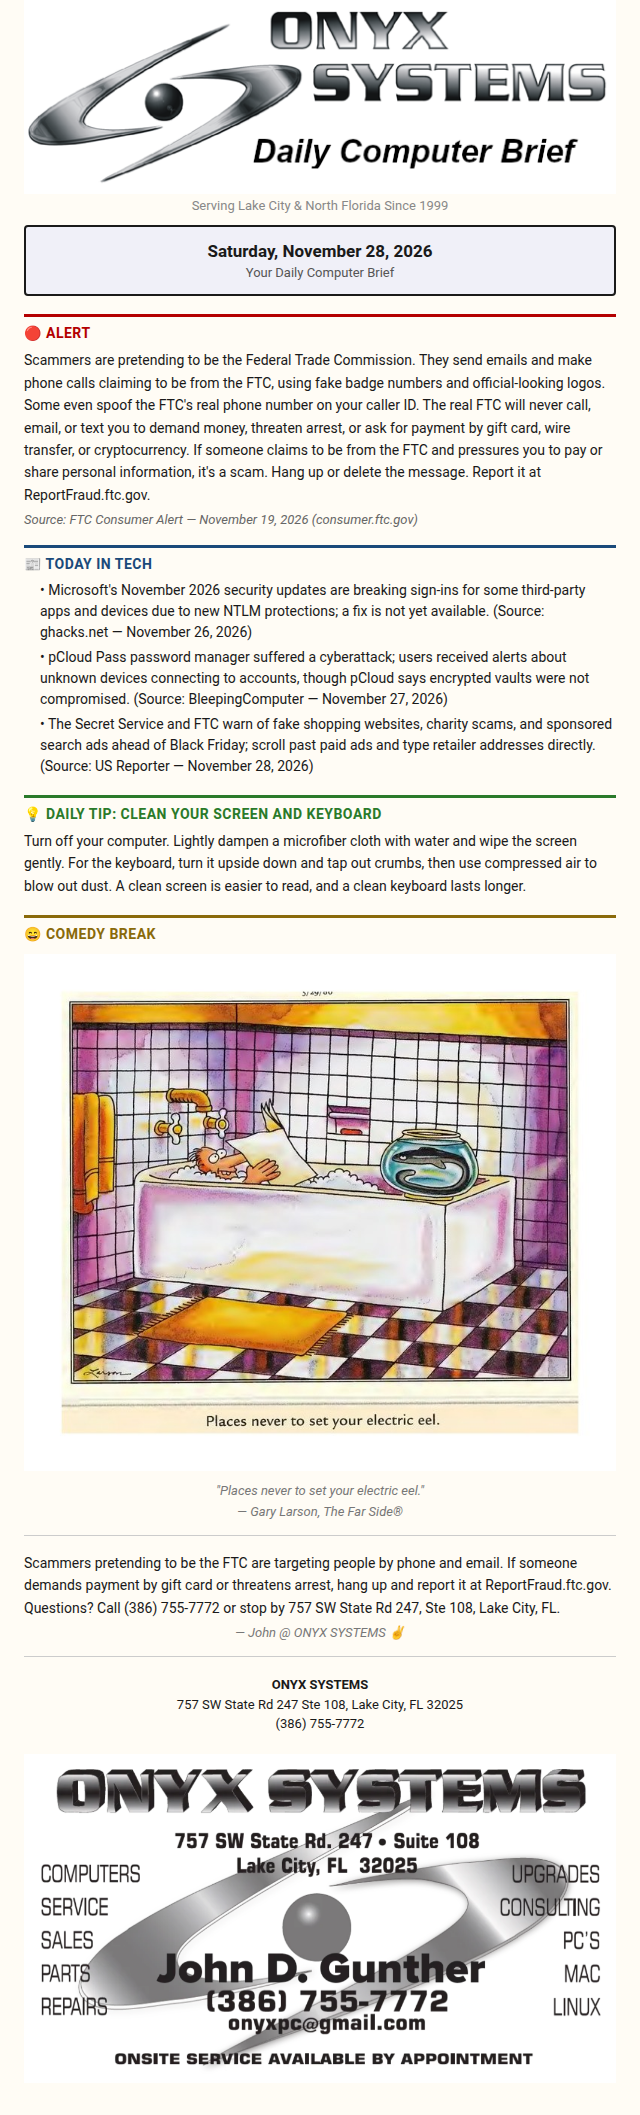 ONYX
SYSTEMS
Daily Computer Brief
Serving Lake City & North Florida Since 1999
Saturday, November 28, 2026
Your Daily Computer Brief
🔴 ALERT
Scammers are pretending to be the Federal Trade Commission. They send emails and make
phone calls claiming to be from the FTC, using fake badge numbers and official-looking logos.
Some even spoof the FTC's real phone number on your caller ID. The real FTC will never call,
email, or text you to demand money, threaten arrest, or ask for payment by gift card, wire
transfer, or cryptocurrency. If someone claims to be from the FTC and pressures you to pay or
share personal information, it's a scam. Hang up or delete the message. Report it at
ReportFraud.ftc.gov.
Source: FTC Consumer Alert — November 19, 2026 (consumer.ftc.gov)
📰 TODAY IN TECH
• Microsoft's November 2026 security updates are breaking sign-ins for some third-party
apps and devices due to new NTLM protections; a fix is not yet available. (Source:
ghacks.net — November 26, 2026)
• pCloud Pass password manager suffered a cyberattack; users received alerts about
unknown devices connecting to accounts, though pCloud says encrypted vaults were not
compromised. (Source: BleepingComputer — November 27, 2026)
• The Secret Service and FTC warn of fake shopping websites, charity scams, and sponsored
search ads ahead of Black Friday; scroll past paid ads and type retailer addresses directly.
(Source: US Reporter — November 28, 2026)
💡 DAILY TIP: CLEAN YOUR SCREEN AND KEYBOARD
Turn off your computer. Lightly dampen a microfiber cloth with water and wipe the screen
gently. For the keyboard, turn it upside down and tap out crumbs, then use compressed air to
blow out dust. A clean screen is easier to read, and a clean keyboard lasts longer.
😄 COMEDY BREAK
Larson
Places never to set your electric eel.
"Places never to set your electric eel."
— Gary Larson, The Far Side®
Scammers pretending to be the FTC are targeting people by phone and email. If someone
demands payment by gift card or threatens arrest, hang up and report it at ReportFraud.ftc.gov.
Questions? Call (386) 755-7772 or stop by 757 SW State Rd 247, Ste 108, Lake City, FL.
— John @ ONYX SYSTEMS ✌️
ONYX SYSTEMS
757 SW State Rd 247 Ste 108, Lake City, FL 32025
(386) 755-7772
ONYX SYSTEMS
757 SW State Rd. 247 • Suite 108
Lake City, FL 32025
COMPUTERS
SERVICE
SALES
PARTS
REPAIRS
UPGRADES
CONSULTING
PC'S
MAC
LINUX
John D. Gunther
(386) 755-7772
onyxpc@gmail.com
ONSITE SERVICE AVAILABLE BY APPOINTMENT